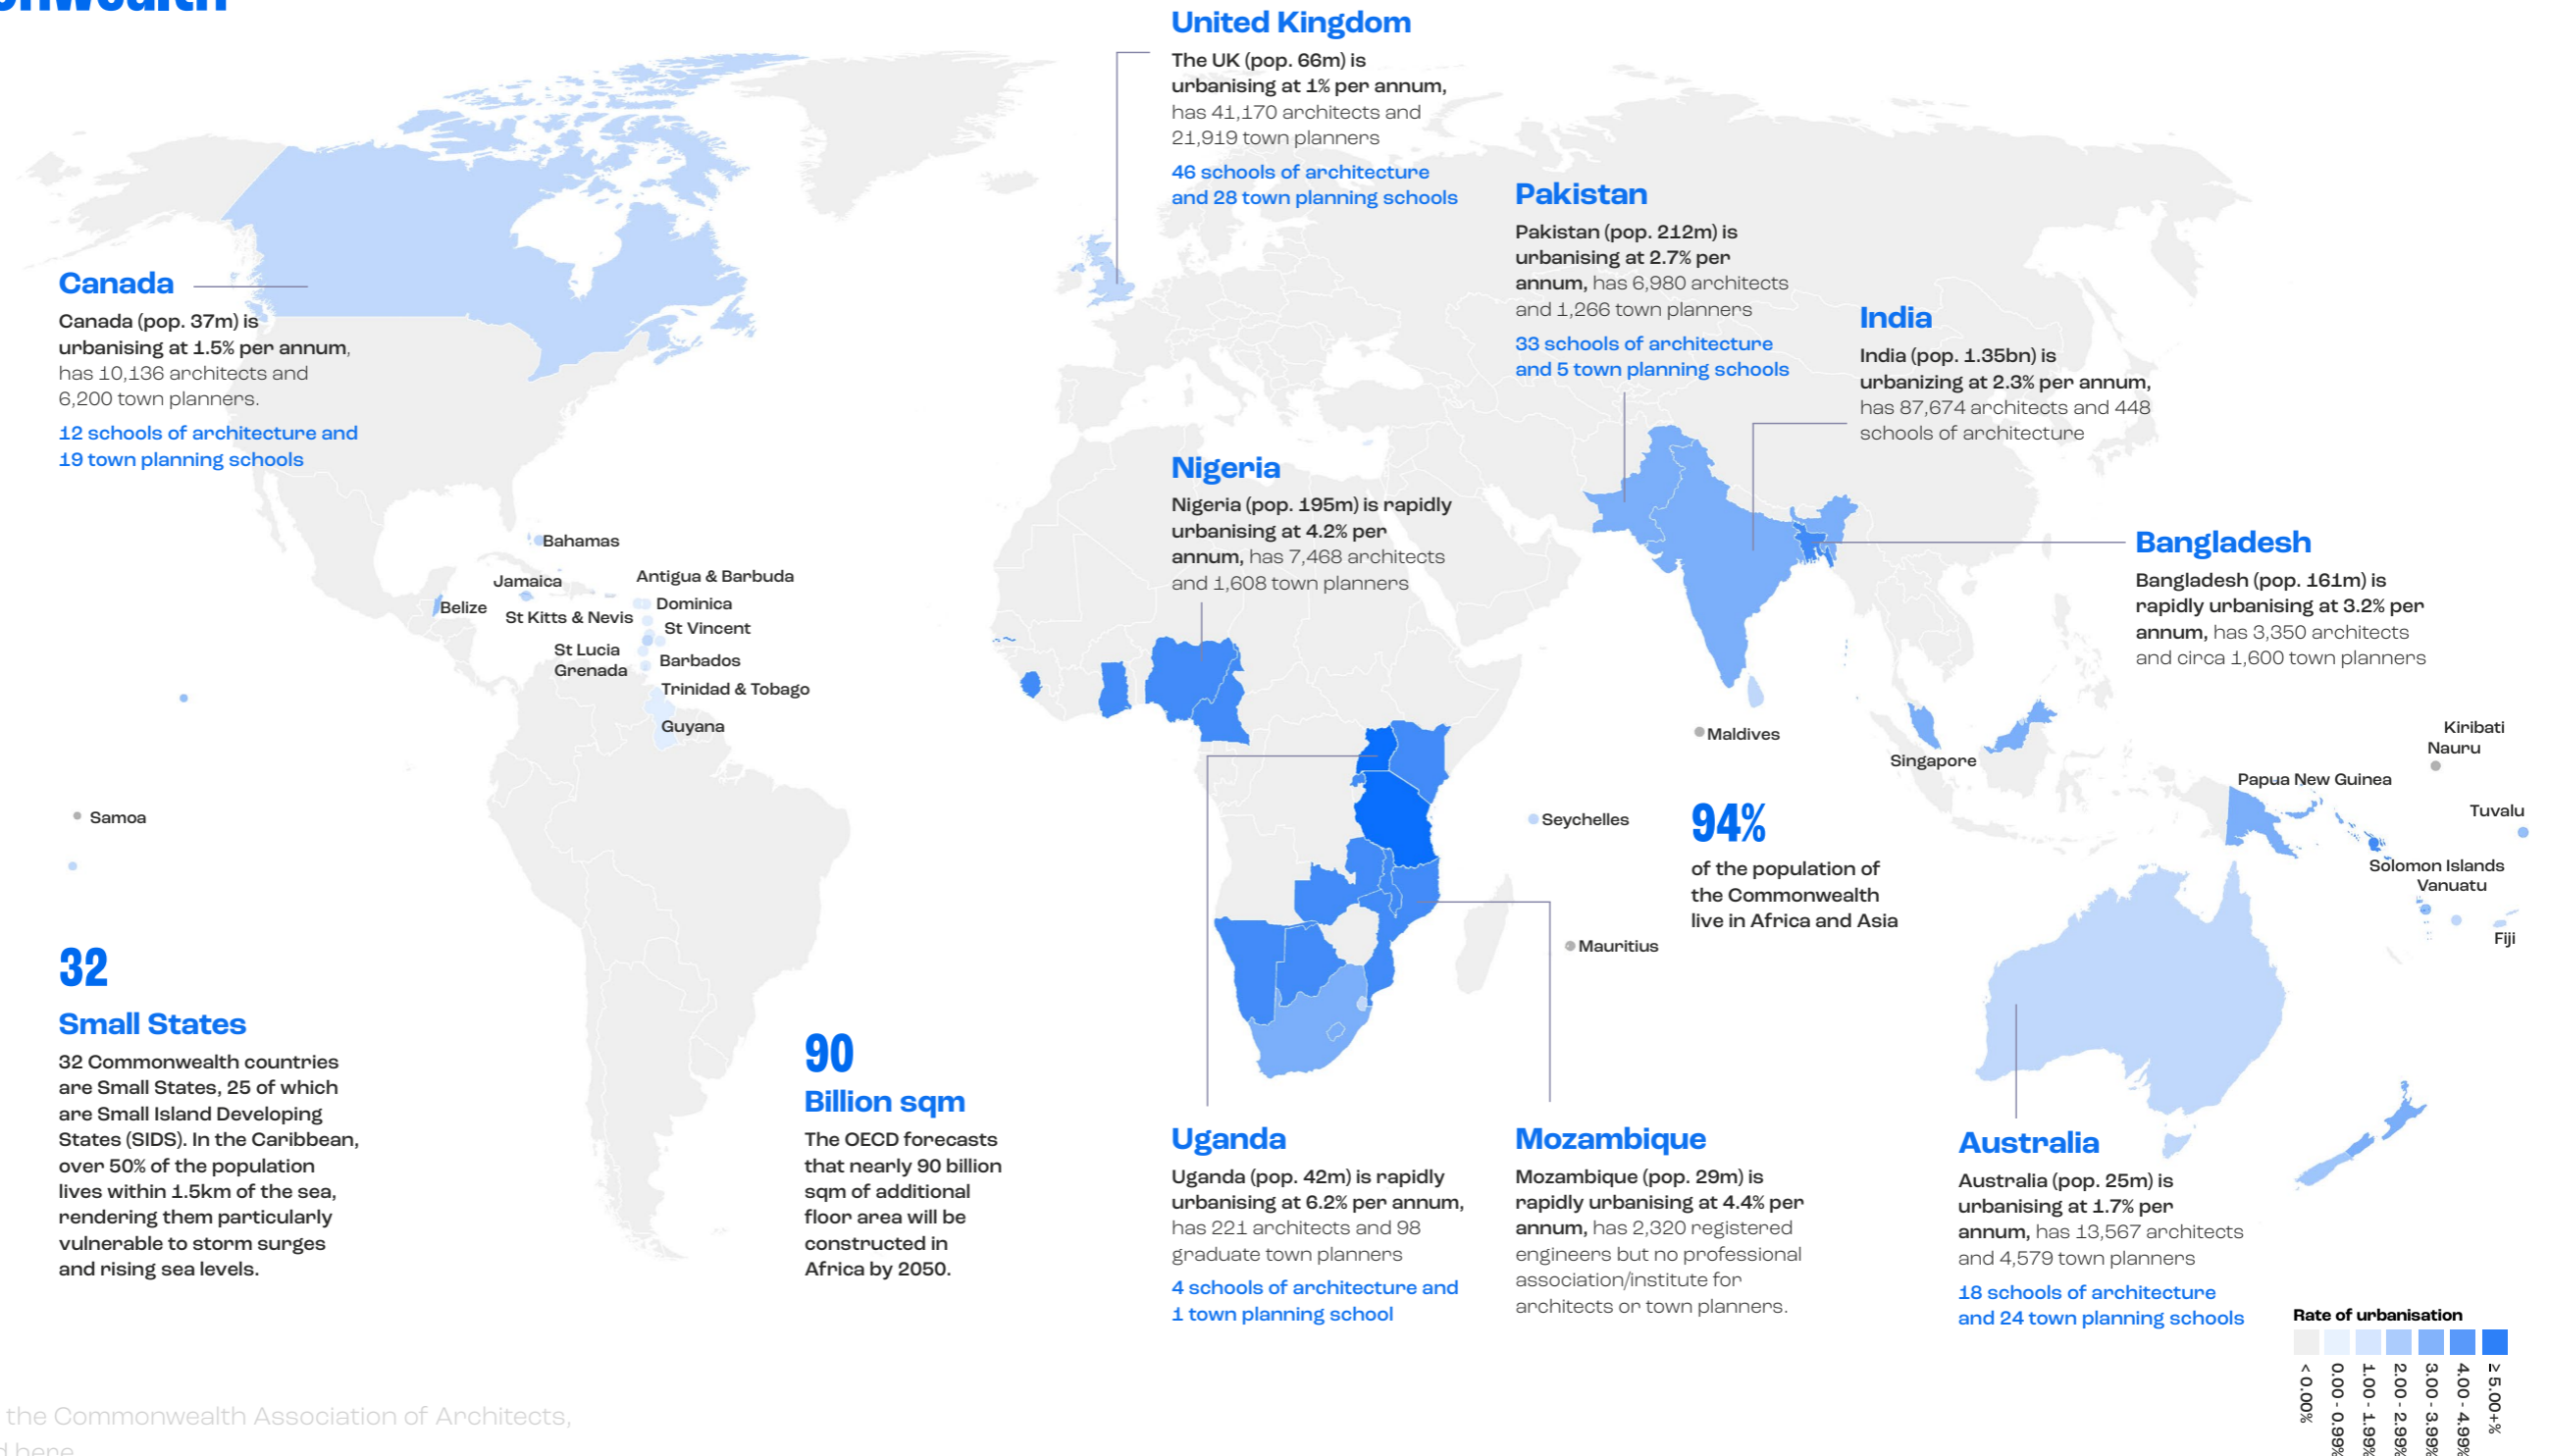 United Kingdom
The UK (pop. 66m) is
urbanising at 1% per annum,
has 41,170 architects and
21,919 town planners
46 schools of architecture
and 28 town planning schools
Pakistan
Pakistan (pop. 212m) is
urbanising at 2.7% per
annum, has 6,980 architects
and 1,266 town planners
33 schools of architecture
and 5 town planning schools
India
India (pop. 1.35bn) is
urbanizing at 2.3% per annum,
has 87,674 architects and 448
schools of architecture
Canada
Canada (pop. 37m) is
urbanising at 1.5% per annum,
has 10,136 architects and
6,200 town planners.
12 schools of architecture and
19 town planning schools
Nigeria
Nigeria (pop. 195m) is rapidly
urbanising at 4.2% per
annum, has 7,468 architects
and 1,608 town planners
Bangladesh
Bangladesh (pop. 161m) is
rapidly urbanising at 3.2% per
annum, has 3,350 architects
and circa 1,600 town planners
Bahamas
Jamaica
Antigua & Barbuda
Belize
Dominica
St Kitts & Nevis
St Vincent
St Lucia
Barbados
Grenada
Trinidad & Tobago
Guyana
Samoa
Maldives
Singapore
Kiribati
Nauru
Papua New Guinea
Tuvalu
Seychelles
Solomon Islands
Vanuatu
Fiji
Mauritius
94%
of the population of
the Commonwealth
live in Africa and Asia
32
Small States
32 Commonwealth countries
are Small States, 25 of which
are Small Island Developing
States (SIDS). In the Caribbean,
over 50% of the population
lives within 1.5km of the sea,
rendering them particularly
vulnerable to storm surges
and rising sea levels.
90
Billion sqm
The OECD forecasts
that nearly 90 billion
sqm of additional
floor area will be
constructed in
Africa by 2050.
Uganda
Uganda (pop. 42m) is rapidly
urbanising at 6.2% per annum,
has 221 architects and 98
graduate town planners
4 schools of architecture and
1 town planning school
Mozambique
Mozambique (pop. 29m) is
rapidly urbanising at 4.4% per
annum, has 2,320 registered
engineers but no professional
association/institute for
architects or town planners.
Australia
Australia (pop. 25m) is
urbanising at 1.7% per
annum, has 13,567 architects
and 4,579 town planners
18 schools of architecture
and 24 town planning schools
Rate of urbanisation
< 0.00%
0.00 - 0.99%
1.00 - 1.99%
2.00 - 2.99%
3.00 - 3.99%
4.00 - 4.99%
≥ 5.00+%
the Commonwealth Association of Architects,
here